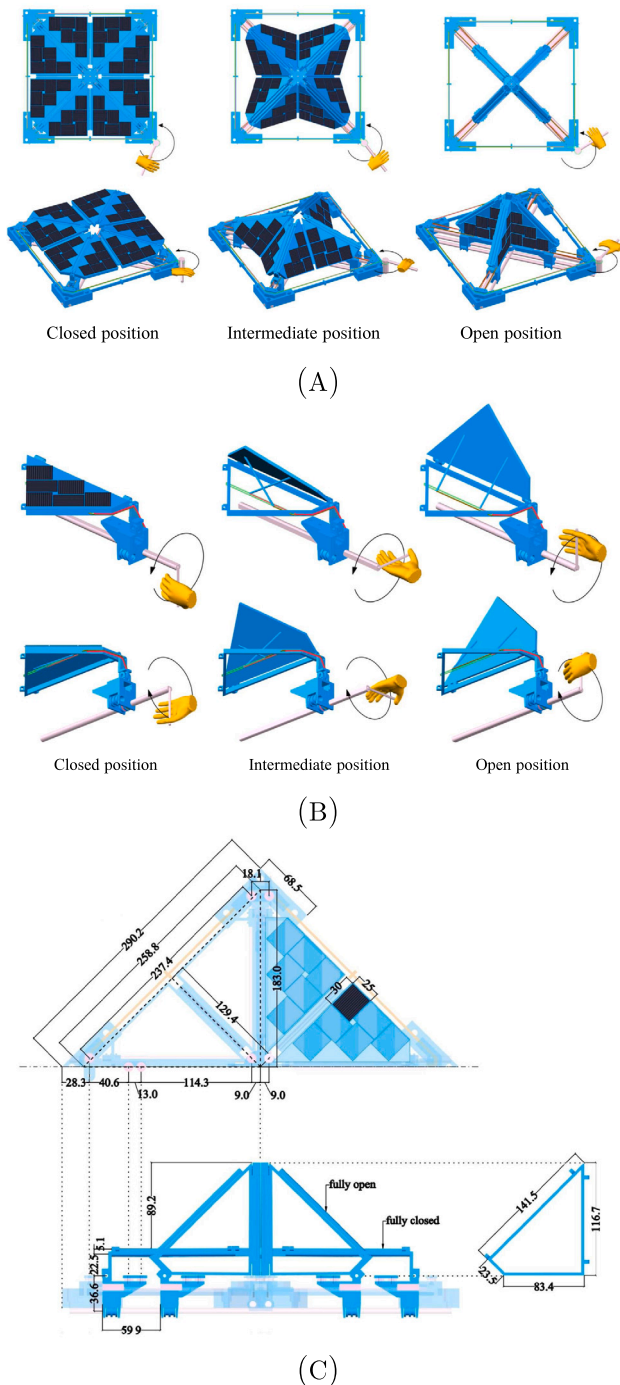 Closed position Intermediate position Open position
(A)
Closed position Intermediate position Open position
(B)
18.1
68.5
290.2
258.8
237.4
183.0
30
25
129.4
28.3 40.6 114.3
13.0 9.0 9.0
fully open
89.2
fully closed
141.5
116.7
5.1
22.5
23.5
83.4
36.6
59 9
(C)